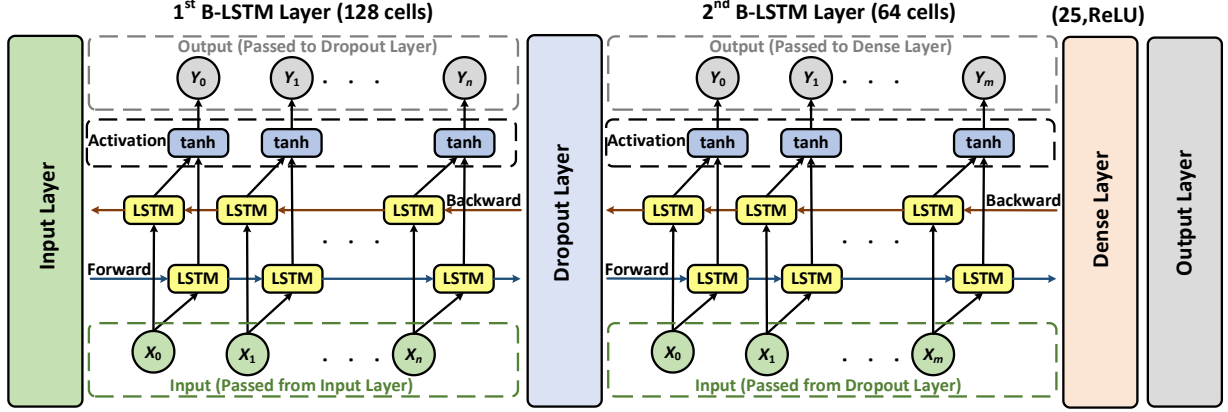 1st B-LSTM Layer (128 cells)
2nd B-LSTM Layer (64 cells)
(25,ReLU)
Input Layer
Output (Passed to Dropout Layer)
Y0 Y1 . . . Yn
Activation tanh tanh tanh
LSTM LSTM LSTM Backward
. . .
Forward LSTM LSTM LSTM
X0 X1 . . . Xn
Input (Passed from Input Layer)
Dropout Layer
Output (Passed to Dense Layer)
Y0 Y1 . . . Ym
Activation tanh tanh tanh
LSTM LSTM LSTM Backward
. . .
Forward LSTM LSTM LSTM
X0 X1 . . . Xm
Input (Passed from Dropout Layer)
Dense Layer
Output Layer